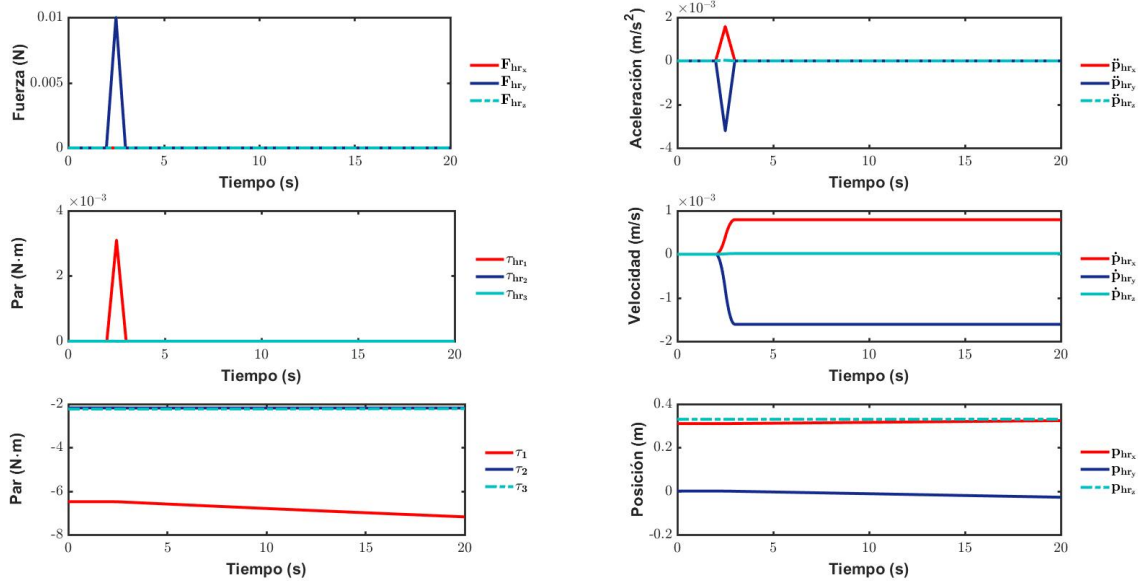 0.01
0.005
0
Fuerza (N)
0 5 10 15 20
Tiempo (s)
F_hr_x
F_hr_y
F_hr_z
×10⁻³
4
2
0
Par (N·m)
0 5 10 15 20
Tiempo (s)
τ_hr_1
τ_hr_2
τ_hr_3
-2
-4
-6
-8
Par (N·m)
0 5 10 15 20
Tiempo (s)
τ_1
τ_2
τ_3
×10⁻³
2
0
-2
-4
Aceleración (m/s²)
0 5 10 15 20
Tiempo (s)
p̈_hr_x
p̈_hr_y
p̈_hr_z
×10⁻³
1
0
-1
-2
Velocidad (m/s)
0 5 10 15 20
Tiempo (s)
ṗ_hr_x
ṗ_hr_y
ṗ_hr_z
0.4
0.2
0
-0.2
Posición (m)
0 5 10 15 20
Tiempo (s)
p_hr_x
p_hr_y
p_hr_z